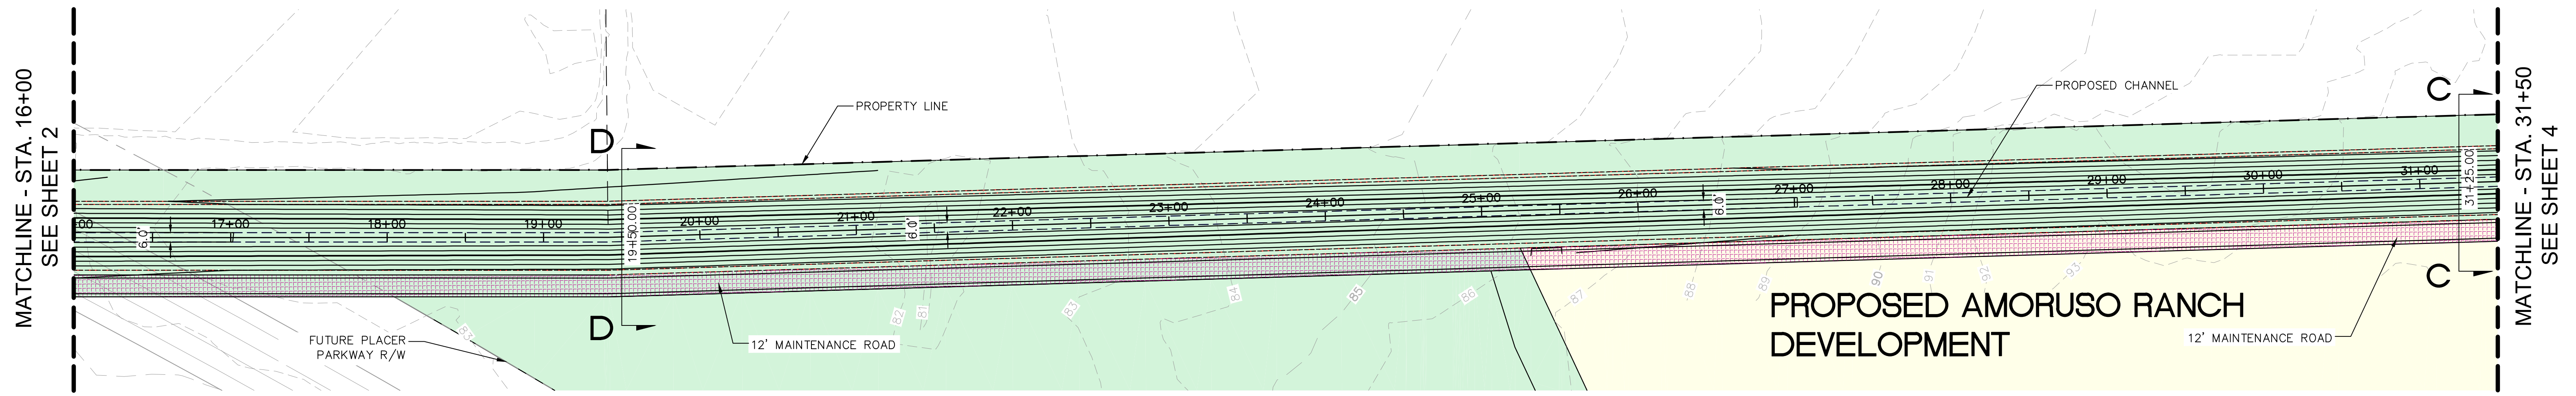 MATCHLINE - STA. 16+00
SEE SHEET 2
D
PROPERTY LINE
PROPOSED CHANNEL
C
MATCHLINE - STA. 31+50
SEE SHEET 4
00
6.0'
17+00
18+00
19+00
19+50.00'
20+00
21+00
6.0'
22+00
23+00
24+00
25+00
26+00
6.0'
27+00
28+00
29+00
30+00
31+00
31+25.00'
83
82
81
83
84
85
86
87
88
89
90
91
92
93
FUTURE PLACER
PARKWAY R/W
D
12' MAINTENANCE ROAD
PROPOSED AMORUSO RANCH
DEVELOPMENT
12' MAINTENANCE ROAD
C